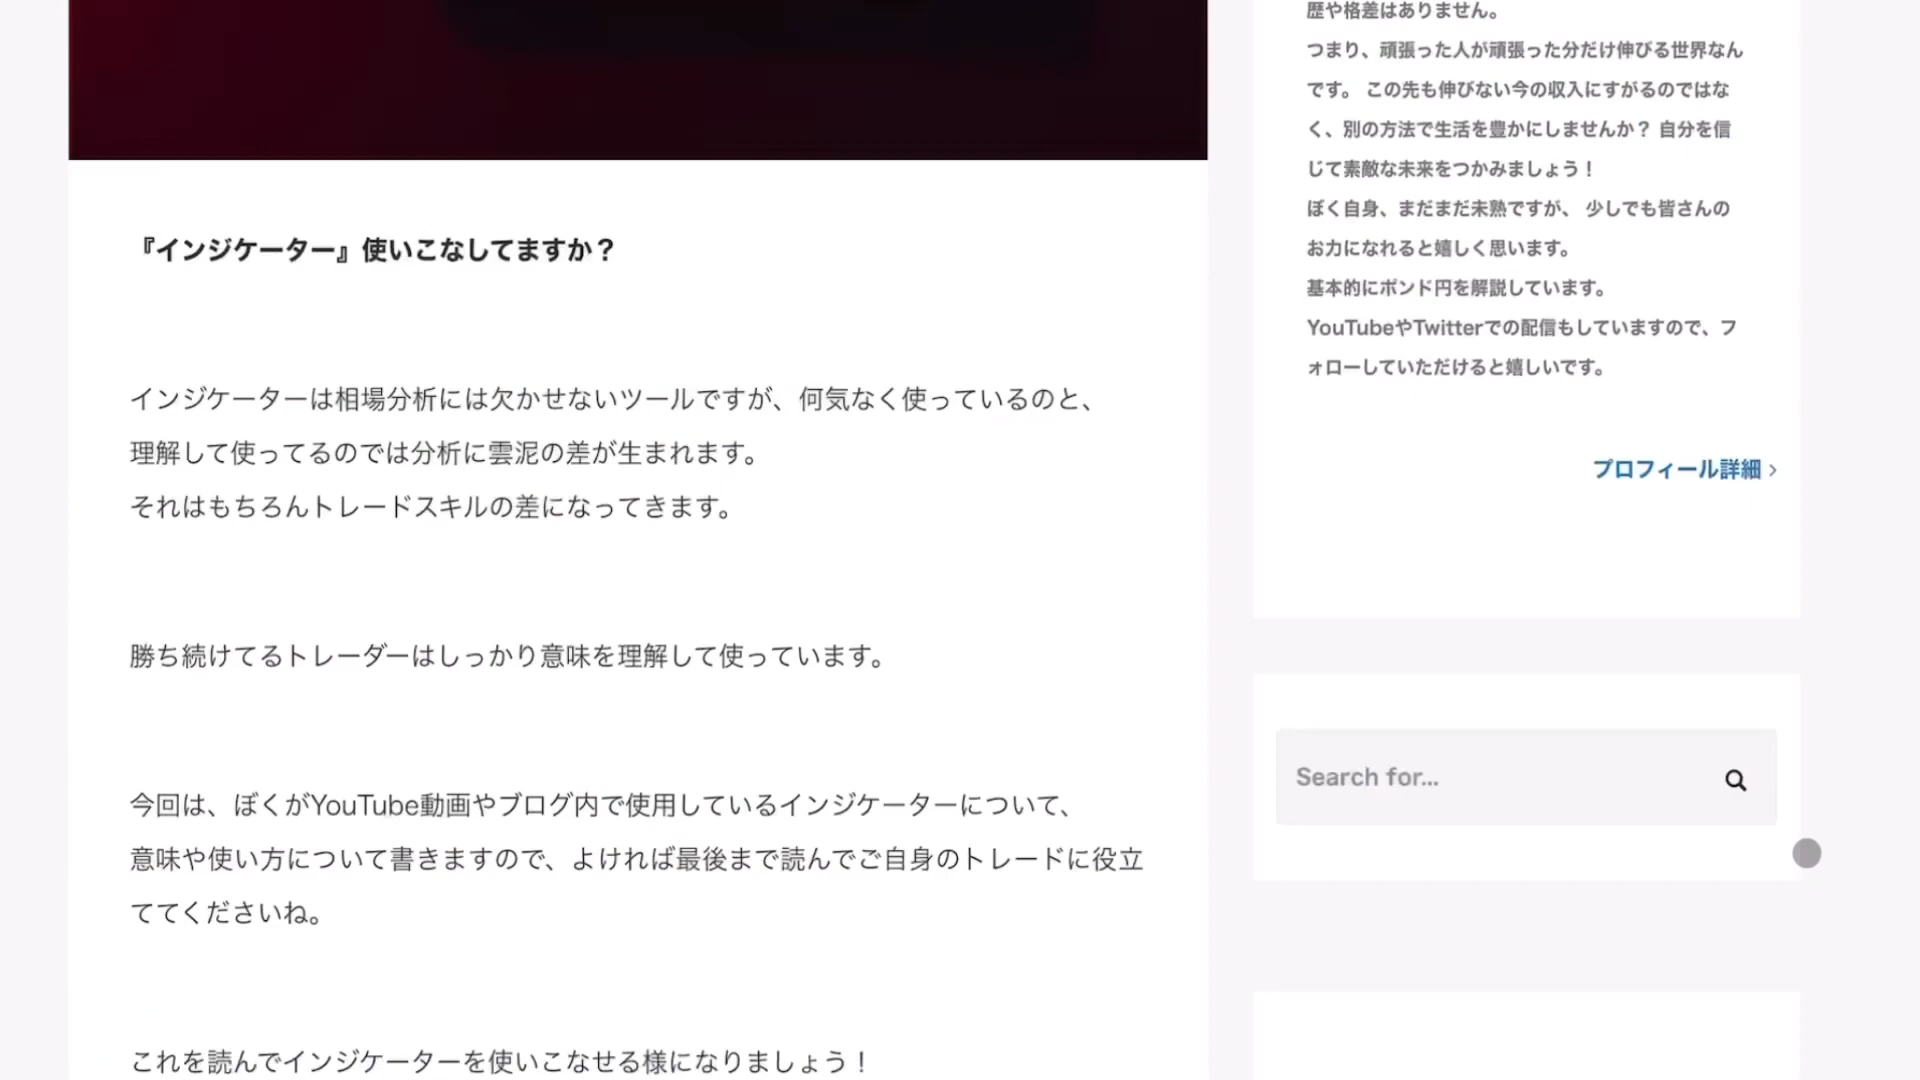 『インジケーター』使いこなしてますか？
インジケーターは相場分析には欠かせないツールですが、何気なく使っているのと、
理解して使ってるのでは分析に雲泥の差が生まれます。
それはもちろんトレードスキルの差になってきます。
勝ち続けてるトレーダーはしっかり意味を理解して使っています。
今回は、ぼくがYouTube動画やブログ内で使用しているインジケーターについて、
意味や使い方について書きますので、よければ最後まで読んでご自身のトレードに役立
ててくださいね。
これを読んでインジケーターを使いこなせる様になりましょう！
歴や格差はありません。
つまり、頑張った人が頑張った分だけ伸びる世界なん
です。 この先も伸びない今の収入にすがるのではな
く、別の方法で生活を豊かにしませんか？ 自分を信
じて素敵な未来をつかみましょう！
ぼく自身、まだまだ未熟ですが、 少しでも皆さんの
お力になれると嬉しく思います。
基本的にポンド円を解説しています。
YouTubeやTwitterでの配信もしていますので、フ
ォローしていただけると嬉しいです。
プロフィール詳細 ›
Search for...